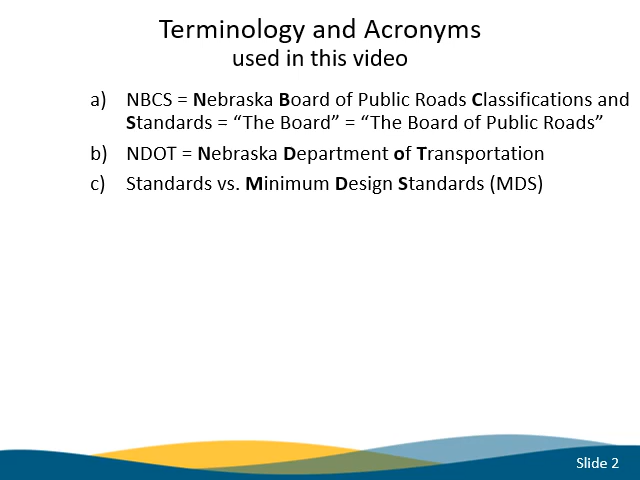 Terminology and Acronyms
used in this video
a) NBCS = Nebraska Board of Public Roads Classifications and
Standards = “The Board” = “The Board of Public Roads”
b) NDOT = Nebraska Department of Transportation
c) Standards vs. Minimum Design Standards (MDS)
Slide 2